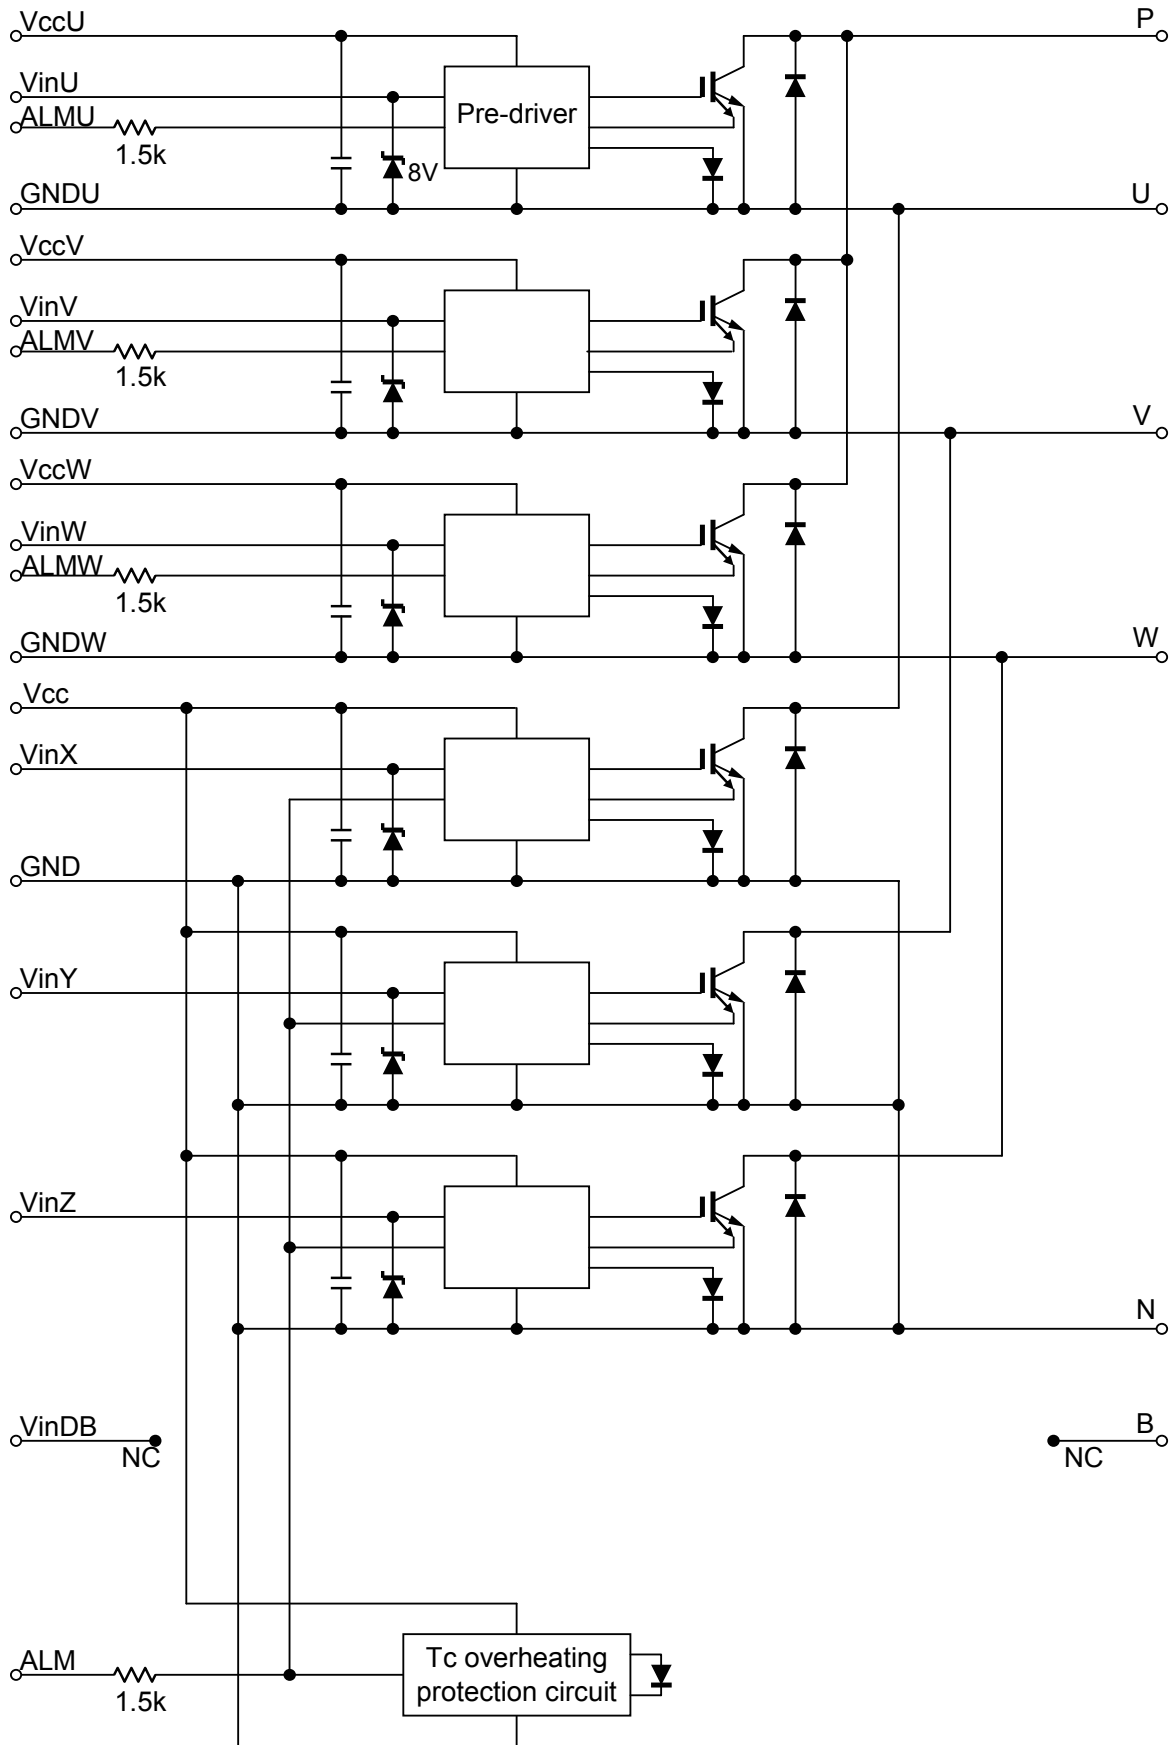 VccU
P
VinU
ALMU
Pre-driver
1.5k
8V
GNDU
U
VccV
VinV
ALMV
1.5k
GNDV
V
VccW
VinW
ALMW
1.5k
GNDW
W
Vcc
VinX
GND
VinY
VinZ
N
VinDB
NC
B
NC
ALM
1.5k
Tc overheating
protection circuit